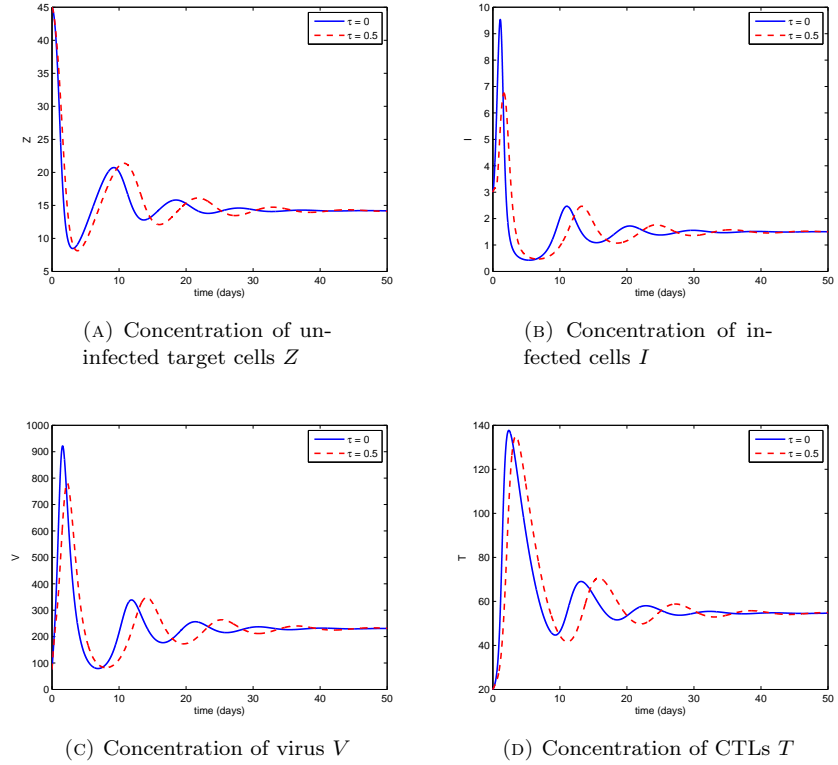 45
40
35
30
25
20
15
10
5
Z
0 10 20 30 40 50
time (days)
τ = 0
τ = 0.5
(A) Concentration of un-
infected target cells Z
10
9
8
7
6
5
4
3
2
1
0
I
0 10 20 30 40 50
time (days)
τ = 0
τ = 0.5
(B) Concentration of in-
fected cells I
1000
900
800
700
600
500
400
300
200
100
0
V
0 10 20 30 40 50
time (days)
τ = 0
τ = 0.5
(C) Concentration of virus V
140
120
100
80
60
40
20
T
0 10 20 30 40 50
time (days)
τ = 0
τ = 0.5
(D) Concentration of CTLs T